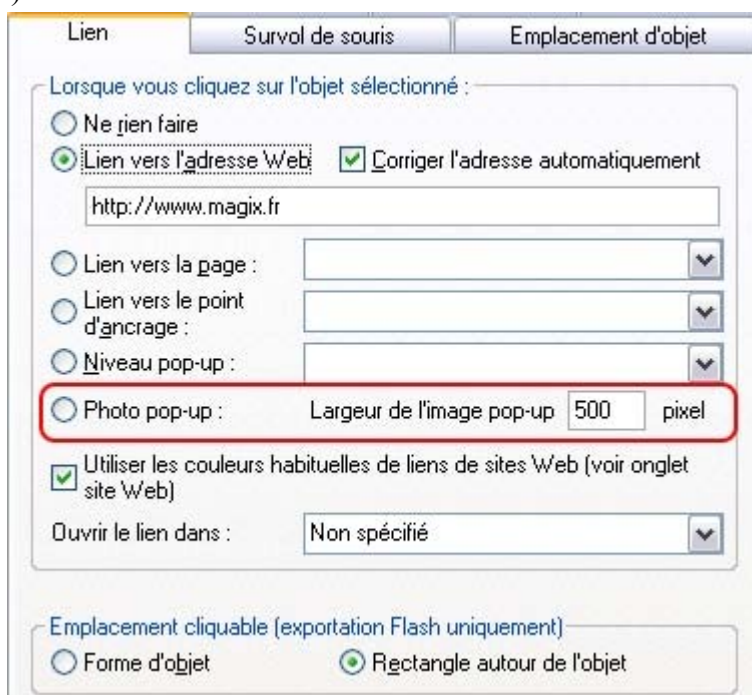 Lien Survol de souris Emplacement d'objet
Lorsque vous cliquez sur l'objet sélectionné :
Ne rien faire
Lien vers l'adresse Web Corriger l'adresse automatiquement
http://www.magix.fr
Lien vers la page :
Lien vers le point
d'ancrage :
Niveau pop-up :
Photo pop-up : Largeur de l'image pop-up 500 pixel
Utiliser les couleurs habituelles de liens de sites Web (voir onglet
site Web)
Ouvrir le lien dans : Non spécifié
Emplacement cliquable (exportation Flash uniquement)
Forme d'objet Rectangle autour de l'objet